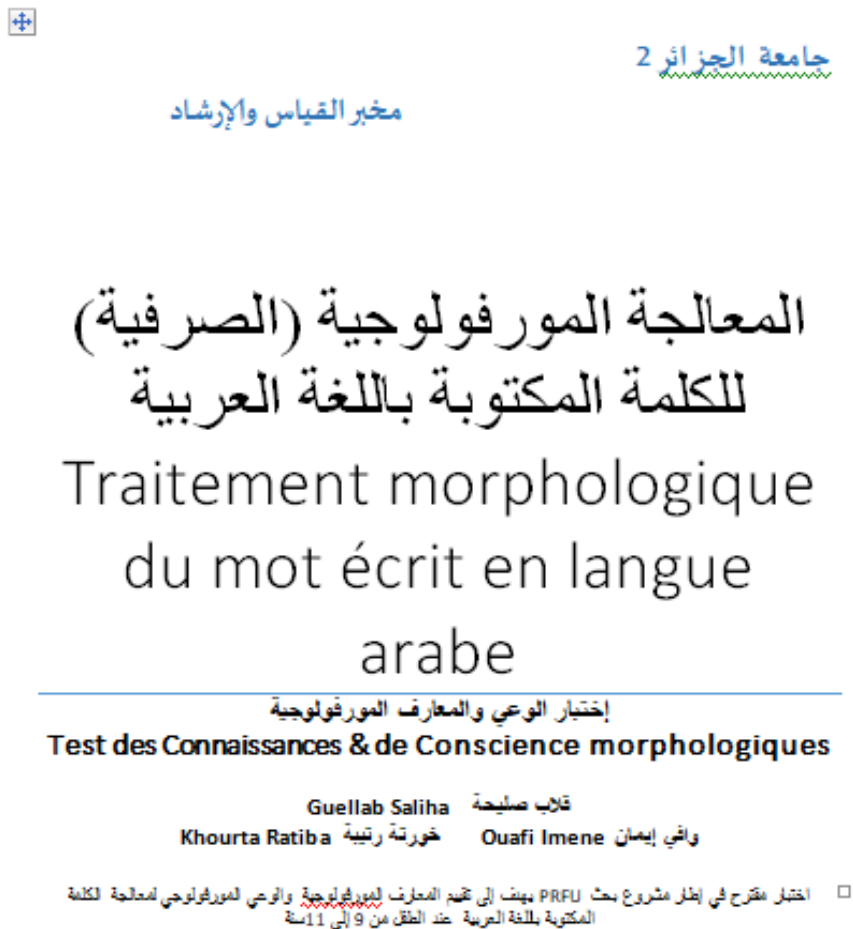 جامعة الجزائر 2
مخبر القياس والإرشاد
المعالجة المورفولوجية (الصرفية)
للكلمة المكتوبة باللغة العربية
Traitement morphologique
du mot écrit en langue
arabe
إختبار الوعي والمعارف المورفولوجية
Test des Connaissances & de Conscience morphologiques
قلاب صليحة Guellab Saliha
وافي إيمان Ouafi Imene خورتة رتيبة Khourta Ratiba
اختبار مقترح في إطار مشروع بحث PRFU يهدف إلى تقييم المعارف المورفولوجية والوعي المورفولوجي لمعالجة الكلمة
المكتوبة باللغة العربية عند الطفل من 9 إلى 11سنة